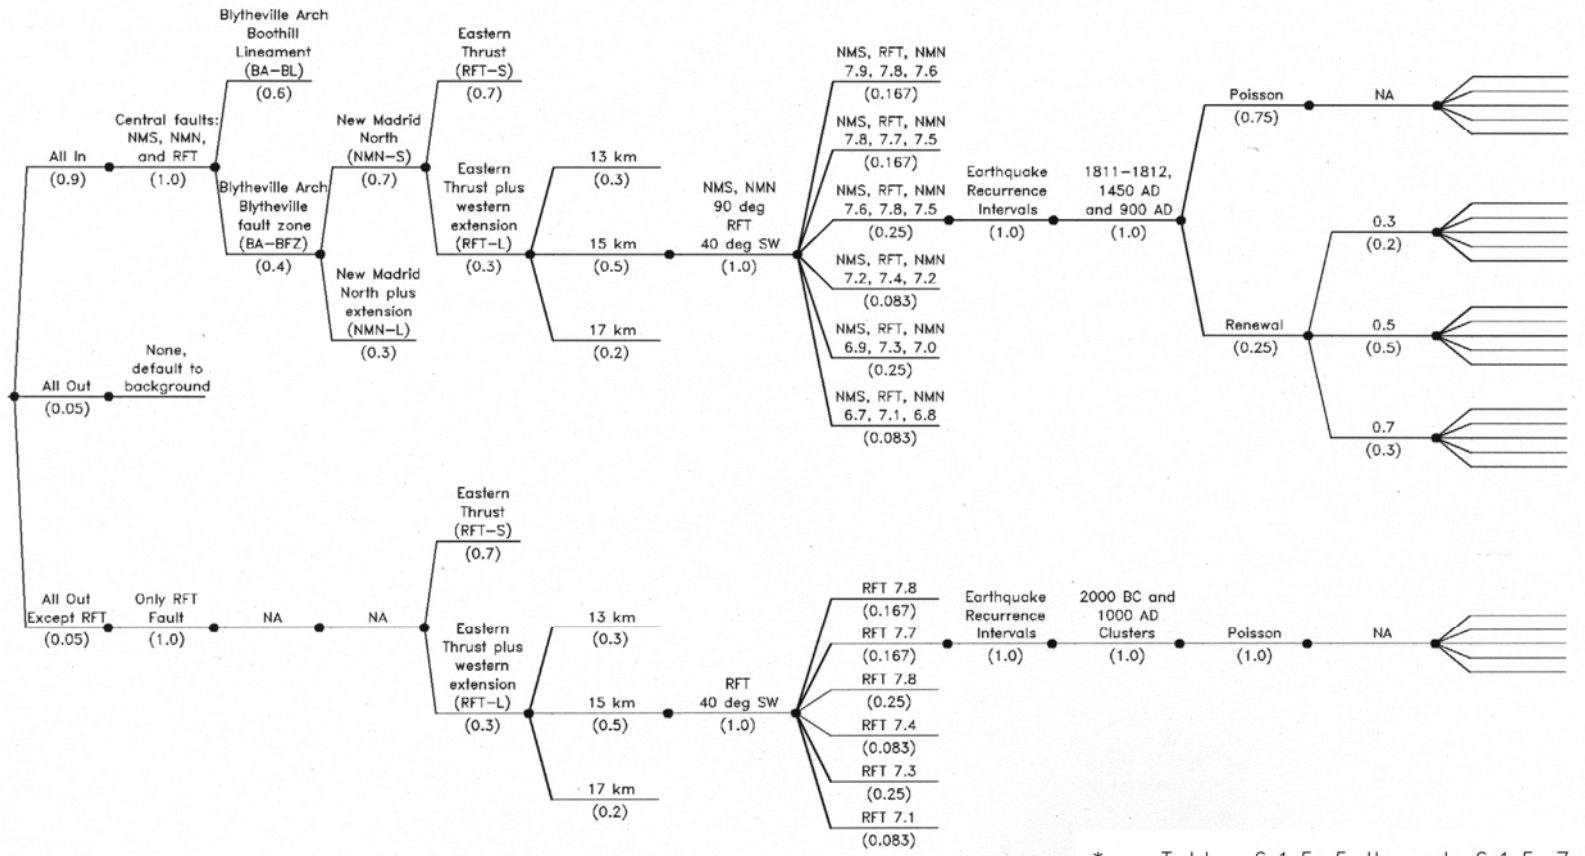 Blytheville Arch
Boothill
Lineament
(BA-BL)
(0.6)
Eastern
Thrust
(RFT-S)
(0.7)
NMS, RFT, NMN
7.9, 7.8, 7.6
(0.167)
Poisson
(0.75)
NA
Central faults:
NMS, NMN,
and RFT
(1.0)
New Madrid
North
(NMN-S)
(0.7)
NMS, RFT, NMN
7.8, 7.7, 7.5
(0.167)
All In
(0.9)
Blytheville Arch
Blytheville
fault zone
(BA-BFZ)
(0.4)
Eastern
Thrust plus
western
extension
(RFT-L)
(0.3)
13 km
(0.3)
15 km
(0.5)
17 km
(0.2)
NMS, NMN
90 deg
RFT
40 deg SW
(1.0)
NMS, RFT, NMN
7.6, 7.8, 7.5
(0.25)
Earthquake
Recurrence
Intervals
(1.0)
1811-1812,
1450 AD
and 900 AD
(1.0)
0.3
(0.2)
New Madrid
North plus
extension
(NMN-L)
(0.3)
NMS, RFT, NMN
7.2, 7.4, 7.2
(0.083)
NMS, RFT, NMN
6.9, 7.3, 7.0
(0.25)
Renewal
(0.25)
0.5
(0.5)
None,
default to
background
All Out
(0.05)
NMS, RFT, NMN
6.7, 7.1, 6.8
(0.083)
0.7
(0.3)
Eastern
Thrust
(RFT-S)
(0.7)
All Out
Except RFT
(0.05)
Only RFT
Fault
(1.0)
NA
NA
Eastern
Thrust plus
western
extension
(RFT-L)
(0.3)
13 km
(0.3)
15 km
(0.5)
17 km
(0.2)
RFT
40 deg SW
(1.0)
RFT 7.8
(0.167)
RFT 7.7
(0.167)
RFT 7.8
(0.25)
RFT 7.4
(0.083)
RFT 7.3
(0.25)
RFT 7.1
(0.083)
Earthquake
Recurrence
Intervals
(1.0)
2000 BC and
1000 AD
Clusters
(1.0)
Poisson
(1.0)
NA